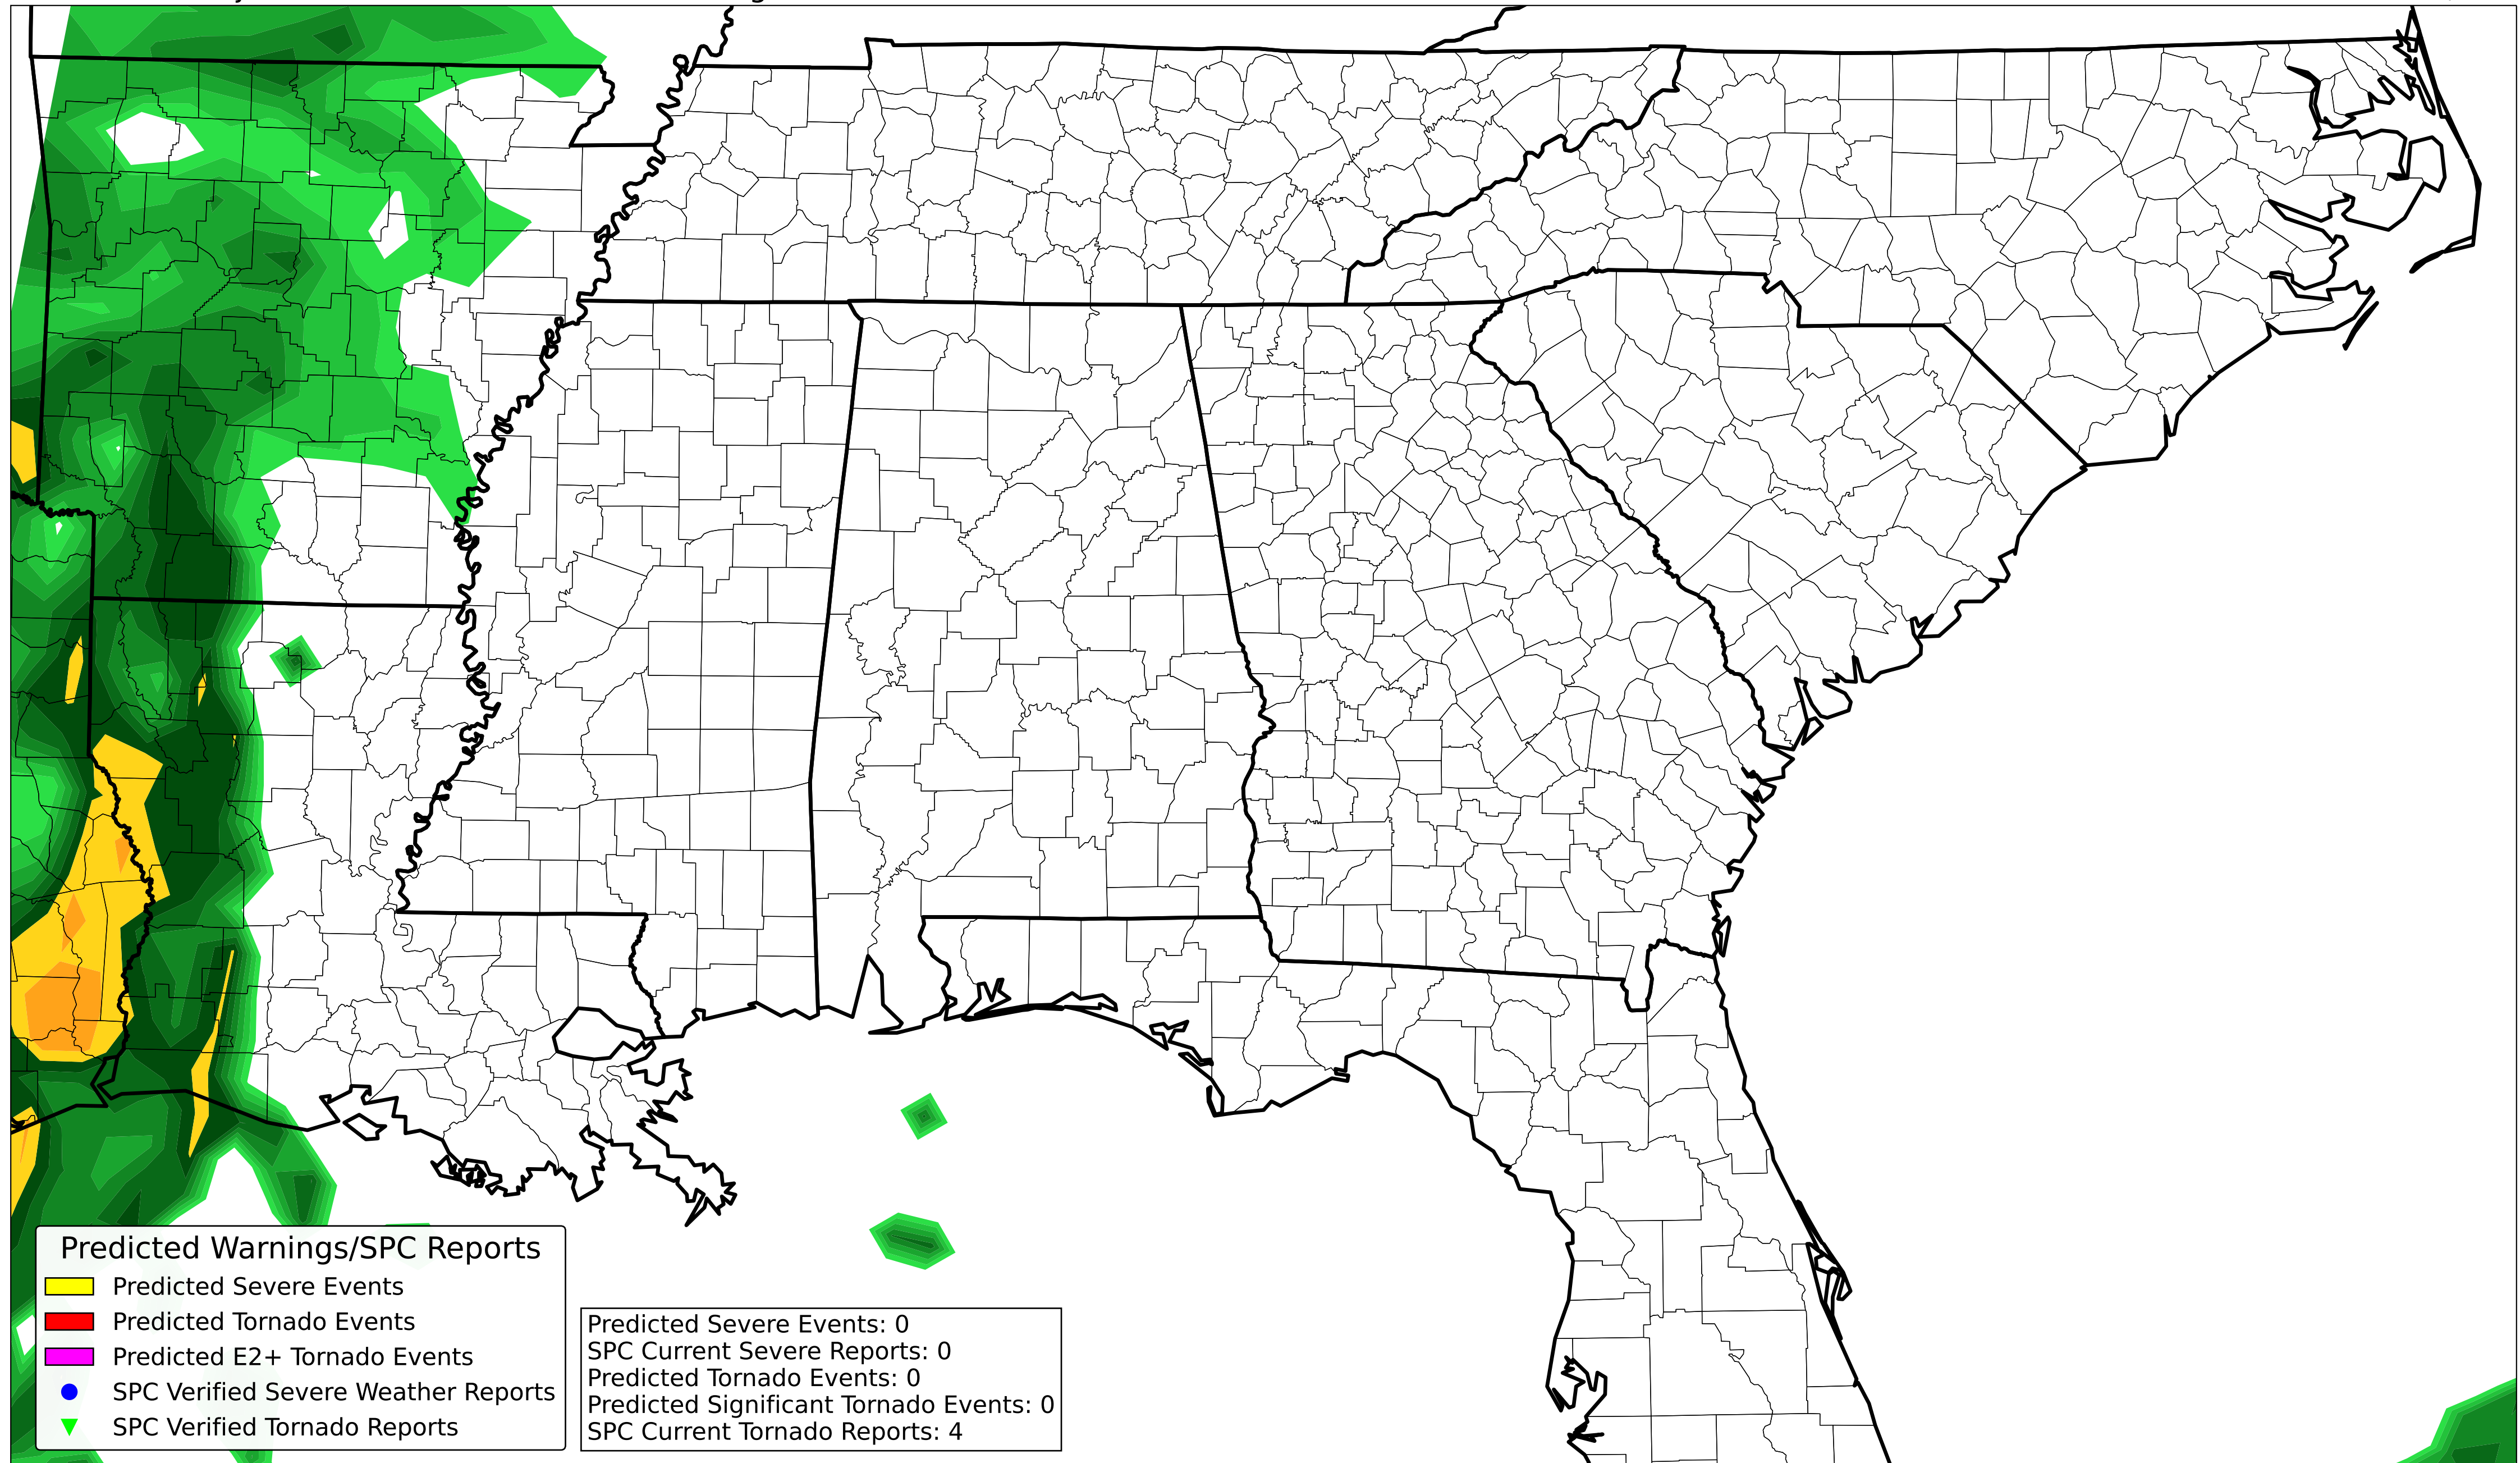 Predicted Warnings/SPC Reports
Predicted Severe Events
Predicted Tornado Events
Predicted E2+ Tornado Events
SPC Verified Severe Weather Reports
SPC Verified Tornado Reports
Predicted Severe Events: 0
SPC Current Severe Reports: 0
Predicted Tornado Events: 0
Predicted Significant Tornado Events: 0
SPC Current Tornado Reports: 4